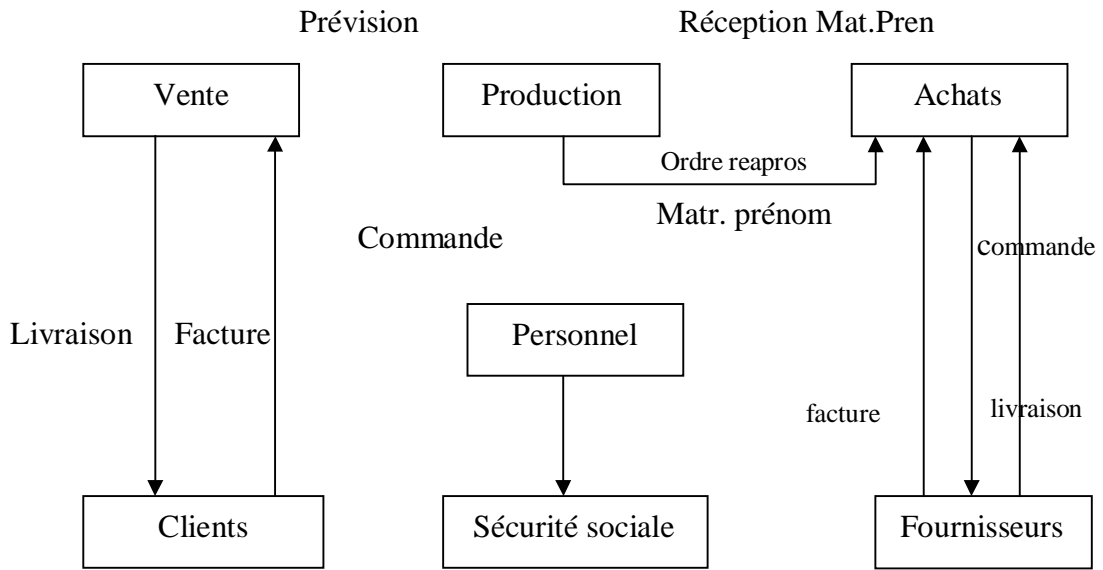 Prévision
Réception Mat.Pren
Vente
Production
Achats
Ordre reapros
Matr. prénom
Commande
commande
Livraison
Facture
Personnel
facture
livraison
Clients
Sécurité sociale
Fournisseurs